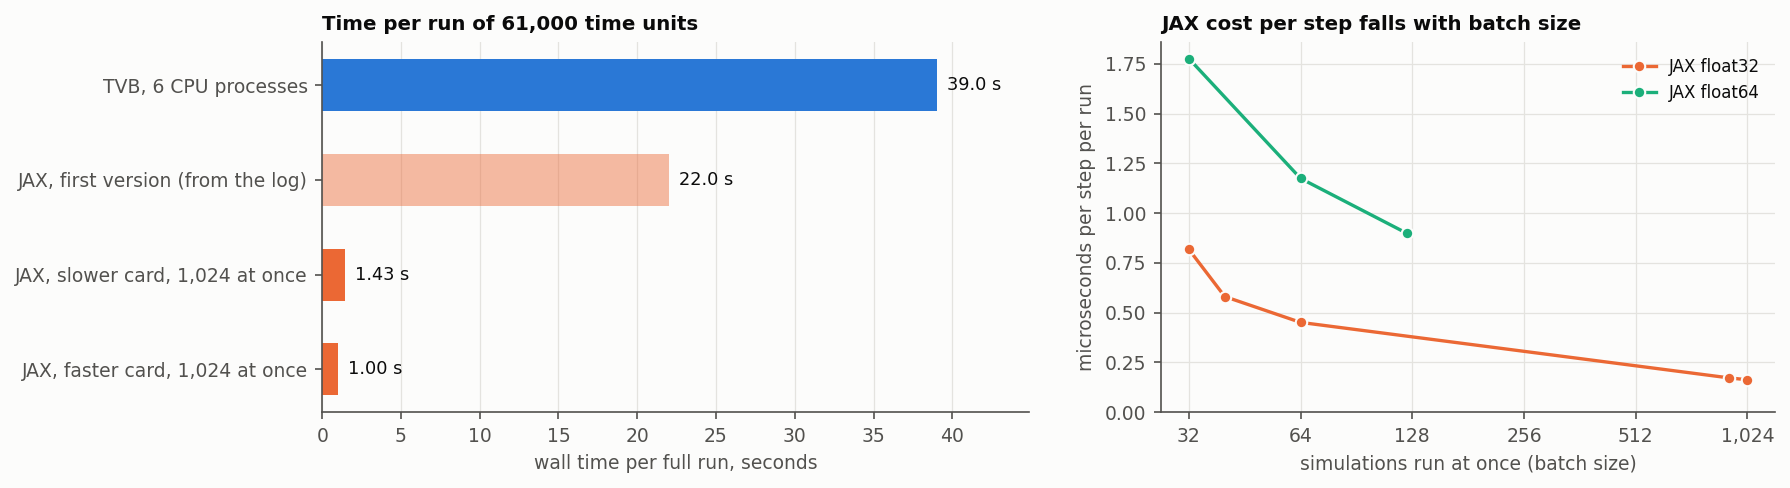 Time per run of 61,000 time units
TVB, 6 CPU processes
39.0 s
JAX, first version (from the log)
22.0 s
JAX, slower card, 1,024 at once
1.43 s
JAX, faster card, 1,024 at once
1.00 s
0 5 10 15 20 25 30 35 40
wall time per full run, seconds
JAX cost per step falls with batch size
JAX float32
JAX float64
microseconds per step per run
1.75
1.50
1.25
1.00
0.75
0.50
0.25
0.00
32 64 128 256 512 1,024
simulations run at once (batch size)